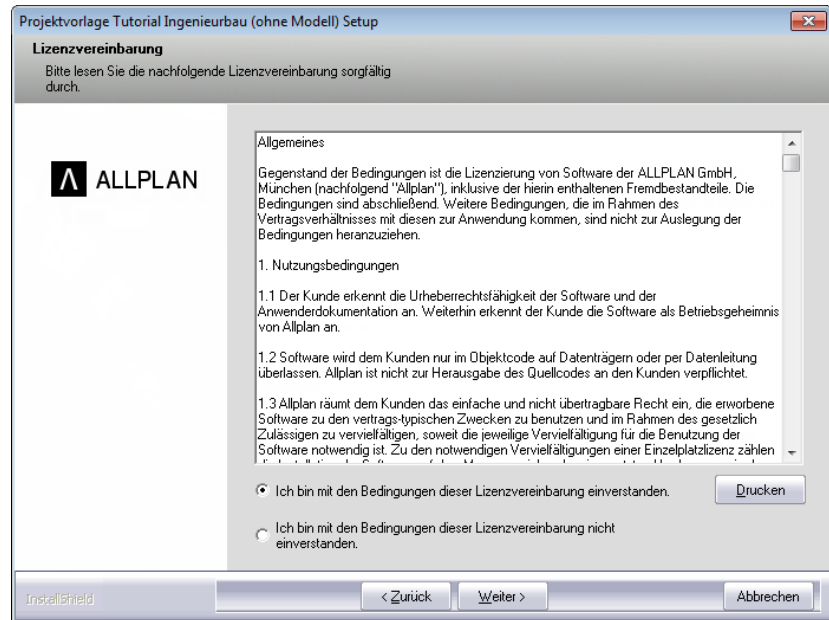 Projektvorlage Tutorial Ingenieurbau (ohne Modell) Setup
Lizenzvereinbarung
Bitte lesen Sie die nachfolgende Lizenzvereinbarung sorgfältig
durch.
ALLPLAN
Allgemeines
Gegenstand der Bedingungen ist die Lizenzierung von Software der ALLPLAN GmbH,
München (nachfolgend "Allplan"), inklusive der hierin enthaltenen Fremdbestandteile. Die
Bedingungen sind abschließend. Weitere Bedingungen, die im Rahmen des
Vertragsverhältnisses mit diesen zur Anwendung kommen, sind nicht zur Auslegung der
Bedingungen heranzuziehen.
1. Nutzungsbedingungen
1.1 Der Kunde erkennt die Urheberrechtsfähigkeit der Software und der
Anwenderdokumentation an. Weiterhin erkennt der Kunde die Software als Betriebsgeheimnis
von Allplan an.
1.2 Software wird dem Kunden nur im Objektcode auf Datenträgern oder per Datenleitung
überlassen. Allplan ist nicht zur Herausgabe des Quellcodes an den Kunden verpflichtet.
1.3 Allplan räumt dem Kunden das einfache und nicht übertragbare Recht ein, die erworbene
Software zu den vertrags-typischen Zwecken zu benutzen und im Rahmen des gesetzlich
Zulässigen zu vervielfältigen, soweit die jeweilige Vervielfältigung für die Benutzung der
Software notwendig ist. Zu den notwendigen Vervielfältigungen einer Einzelplatzlizenz zählen
Ich bin mit den Bedingungen dieser Lizenzvereinbarung einverstanden.
Drucken
Ich bin mit den Bedingungen dieser Lizenzvereinbarung nicht
einverstanden.
InstallShield
< Zurück
Weiter >
Abbrechen